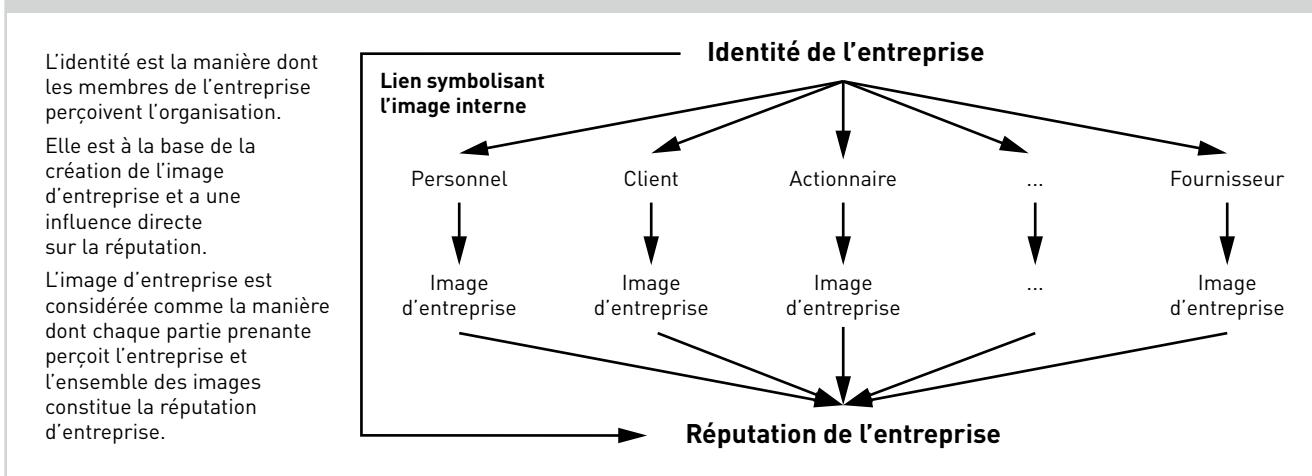 L’identité est la manière dont
les membres de l’entreprise
perçoivent l’organisation.
Elle est à la base de la
création de l’image
d’entreprise et a une
influence directe
sur la réputation.
L’image d’entreprise est
considérée comme la manière
dont chaque partie prenante
perçoit l’entreprise et
l’ensemble des images
constitue la réputation
d’entreprise.
Identité de l’entreprise
Lien symbolisant
l’image interne
Personnel Client Actionnaire ... Fournisseur
Image Image Image ... Image
d’entreprise d’entreprise d’entreprise d’entreprise
Réputation de l’entreprise